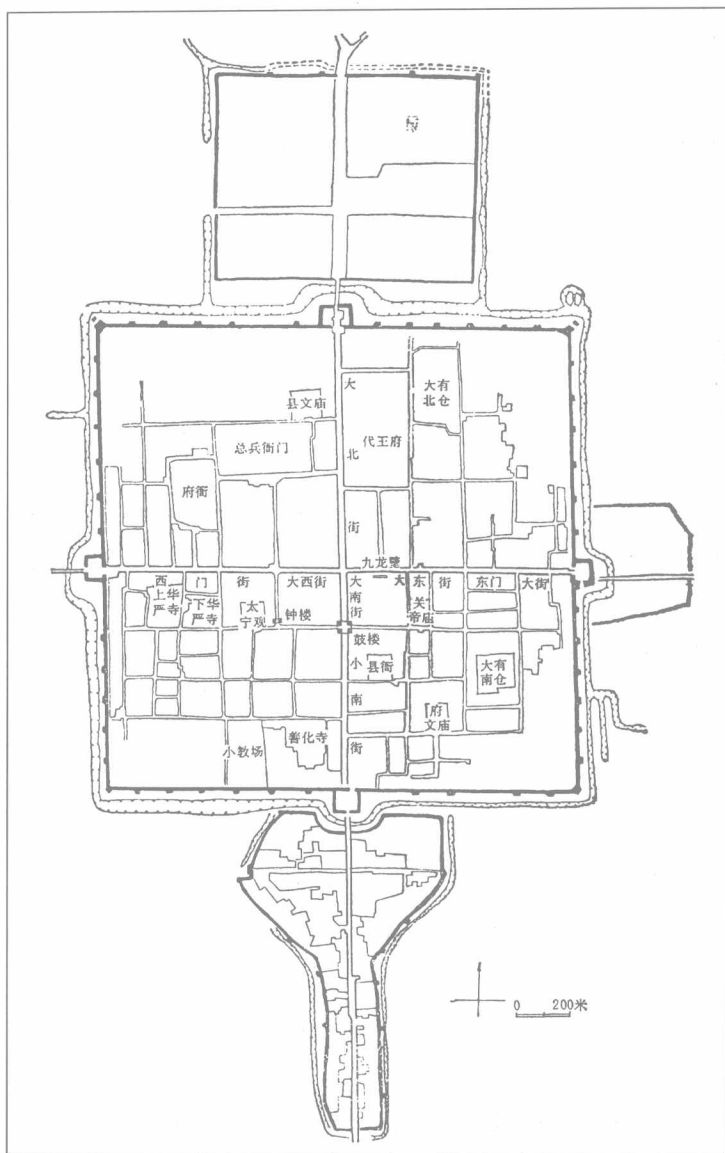 县文庙
大有
北仓
总兵衙门
代王府
府衙
大
北
街
九龙壁
西门街
大西街
大东街
东门大街
上华
严寺
下华
严寺
太
宁观
钟楼
大
南
街
关
帝庙
鼓楼
县衙
大有
南仓
小
南
街
府
文庙
善化寺
小教场
0 200米